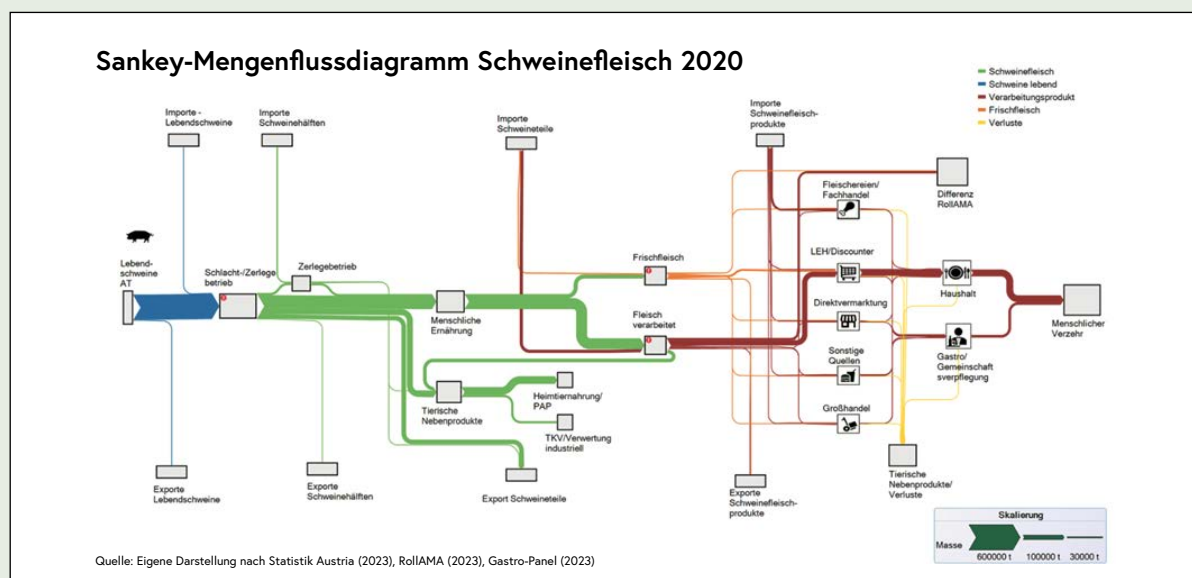 Sankey-Mengenflussdiagramm Schweinefleisch 2020
Schweinefleisch
Schweine lebend
Verarbeitungsprodukt
Frischfleisch
Verluste
Importe -
Lebendschweine
Importe
Schweinehälften
Importe
Schweineteile
Importe
Schweinefleisch-
produkte
Differenz
RollAMA
Fleischereien/
Fachhandel
Lebend-
schweine
AT
Schlacht-/Zerlege
betrieb
Zerlegebetrieb
Menschliche
Ernährung
Frischfleisch
Fleisch
verarbeitet
LEH/Discounter
Direktvermarktung
Sonstige
Quellen
Großhandel
Haushalt
Gastro/
Gemeinschaft
sverpflegung
Menschlicher
Verzehr
Tierische
Nebenprodukte
Heimtiernahrung/
PAP
TKV/Verwertung
industriell
Exporte
Lebendschweine
Exporte
Schweinehälften
Export Schweineteile
Exporte
Schweinefleisch-
produkte
Tierische
Nebenprodukte/
Verluste
Skalierung
Masse
600000 t 100000 t 30000 t
Quelle: Eigene Darstellung nach Statistik Austria (2023), RollAMA (2023), Gastro-Panel (2023)